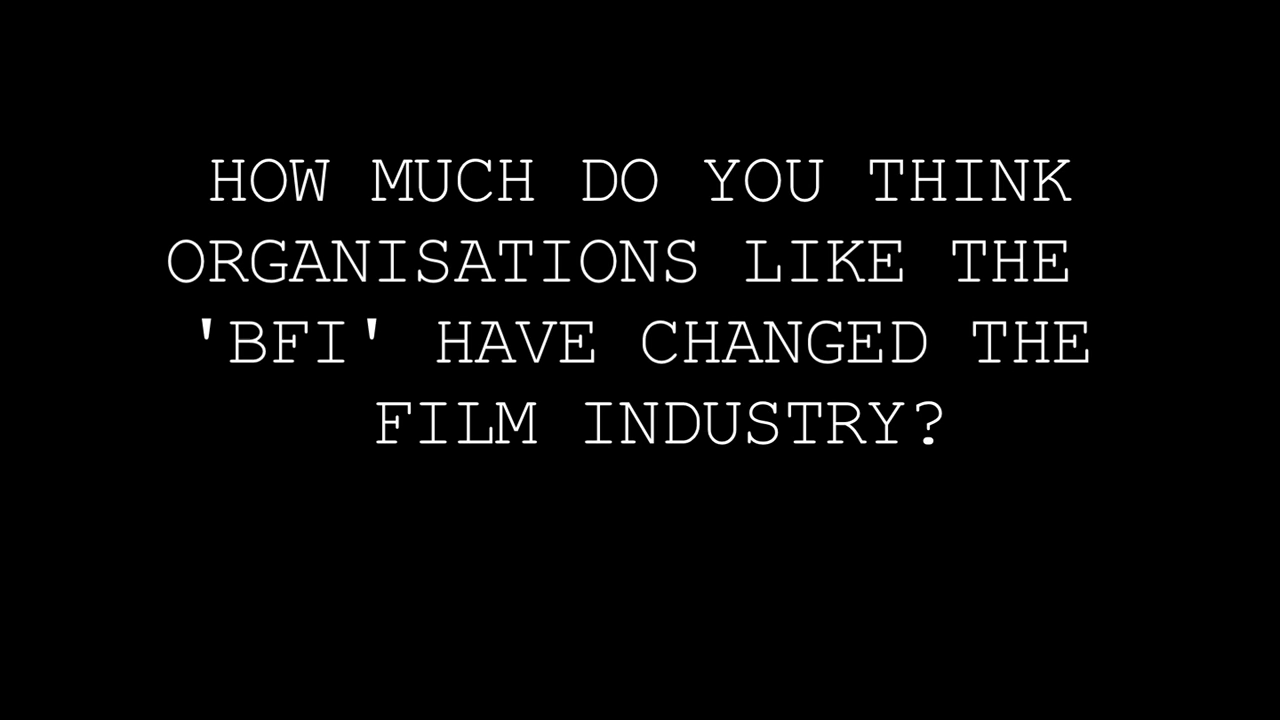 HOW MUCH DO YOU THINK
ORGANISATIONS LIKE THE
'BFI' HAVE CHANGED THE
FILM INDUSTRY?